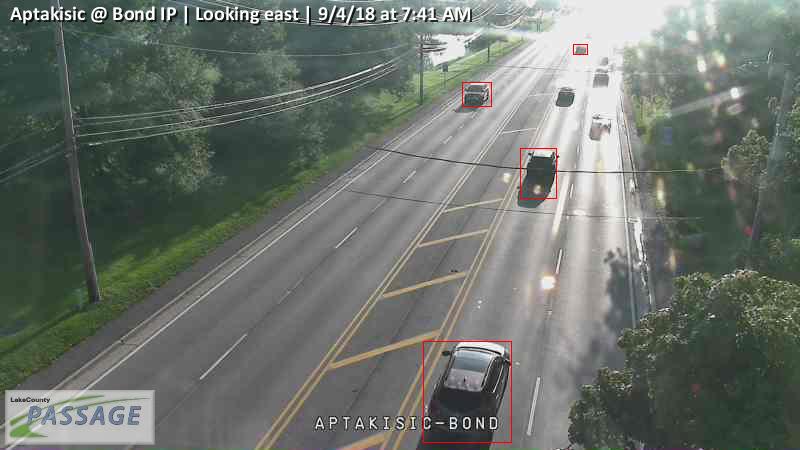 Aptakisic @ Bond IP | Looking east | 9/4/18 at 7:41 AM
LakeCounty
PASSAGE
APTAKISIC-BOND